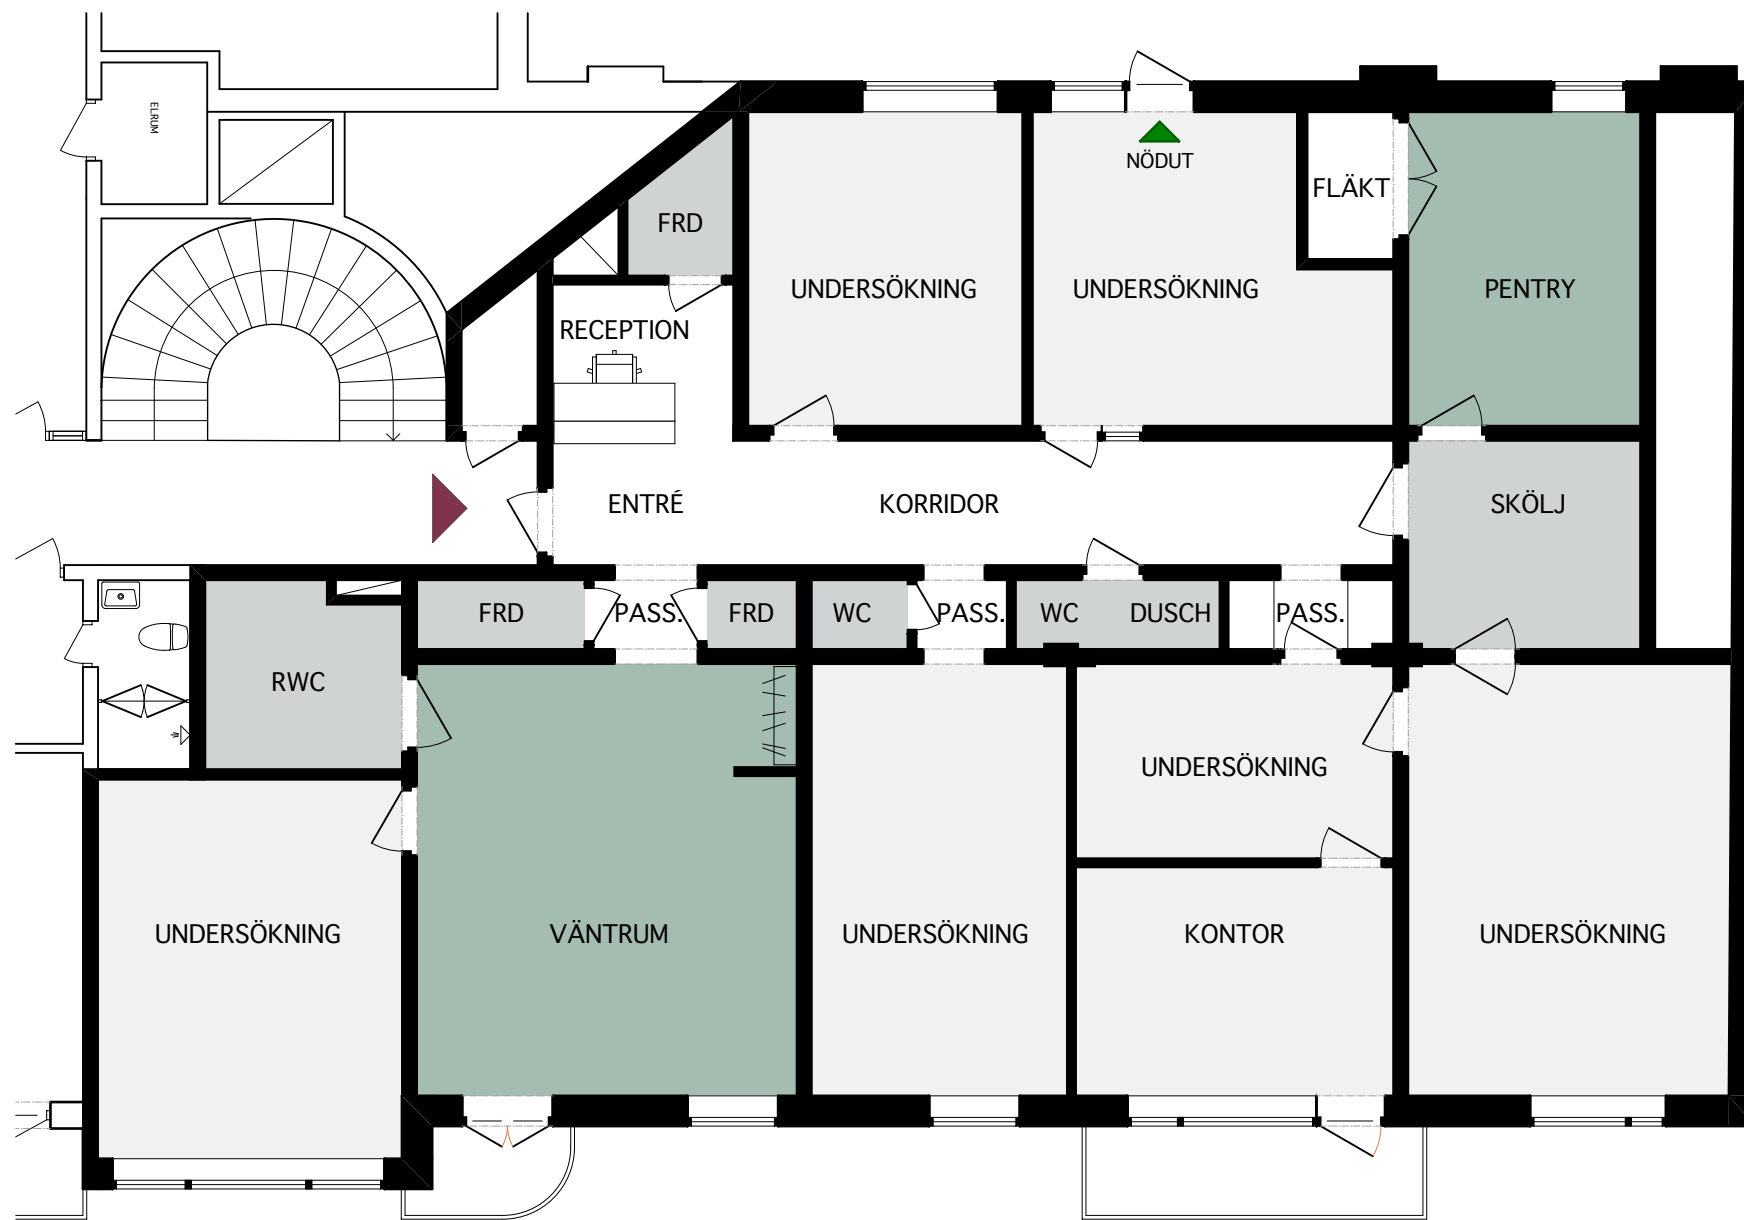 ELRUM
NÖDUT
FLÄKT
FRD
UNDERSÖKNING
UNDERSÖKNING
PENTRY
RECEPTION
ENTRÉ
KORRIDOR
SKÖLJ
FRD
PASS.
FRD
WC
PASS.
WC
DUSCH
PASS.
RWC
UNDERSÖKNING
UNDERSÖKNING
VÄNTRUM
UNDERSÖKNING
KONTOR
UNDERSÖKNING